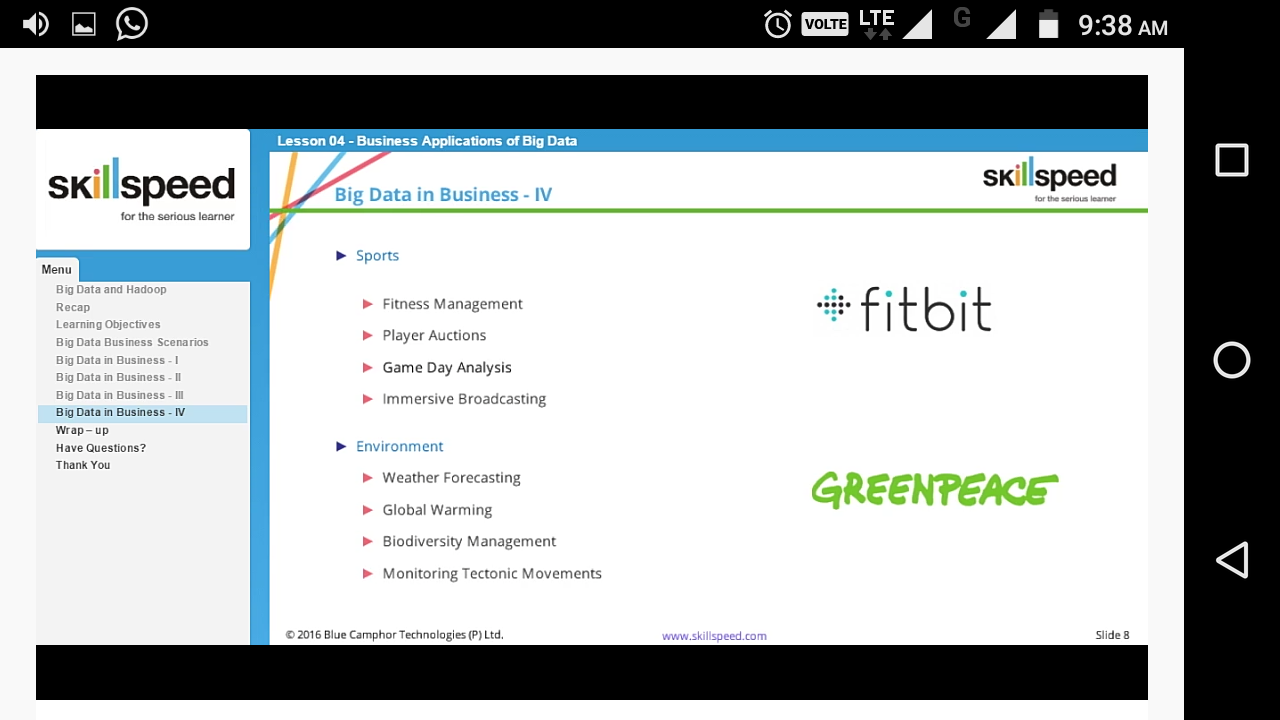 VOLTE LTE G 9:38 AM
Lesson 04 - Business Applications of Big Data
skillspeed
for the serious learner
Menu
Big Data and Hadoop
Recap
Learning Objectives
Big Data Business Scenarios
Big Data in Business - I
Big Data in Business - II
Big Data in Business - III
Big Data in Business - IV
Wrap – up
Have Questions?
Thank You
Big Data in Business - IV
skillspeed
for the serious learner
Sports
Fitness Management
Player Auctions
Game Day Analysis
Immersive Broadcasting
fitbit
Environment
Weather Forecasting
Global Warming
Biodiversity Management
Monitoring Tectonic Movements
GREENPEACE
© 2016 Blue Camphor Technologies (P) Ltd.
www.skillspeed.com
Slide 8